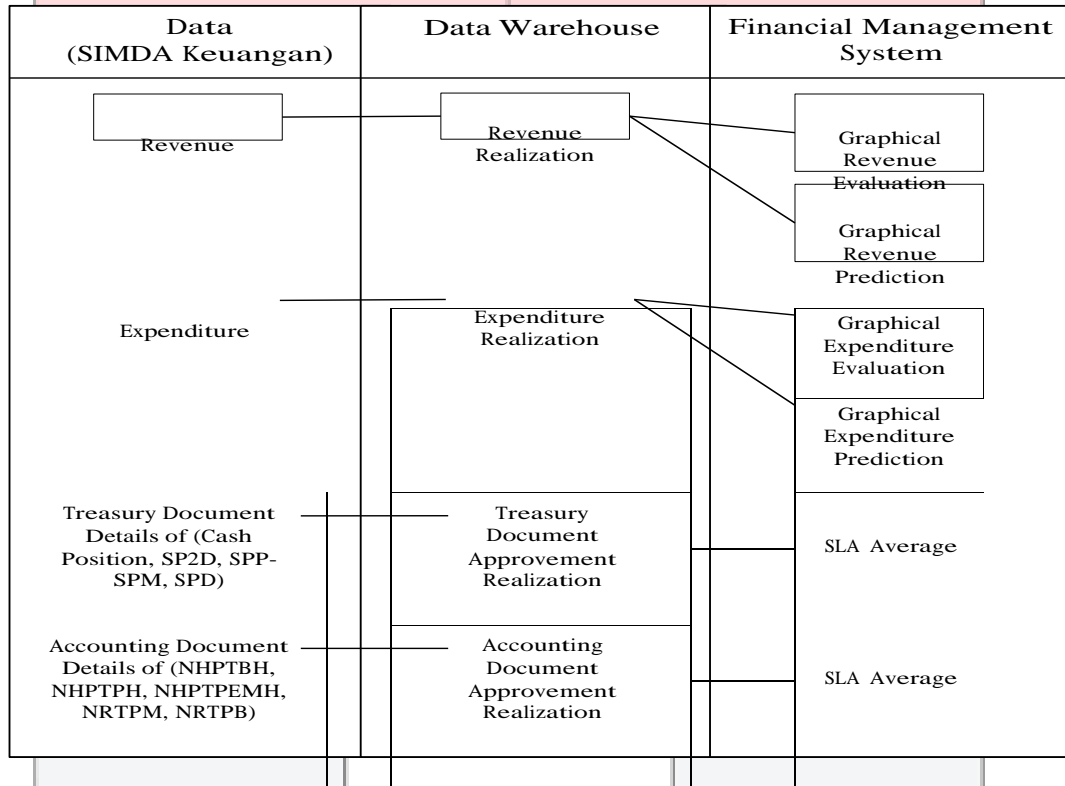 Data
(SIMDA Keuangan)
Data Warehouse
Financial Management
System
Revenue
Revenue
Realization
Graphical
Revenue
Evaluation
Graphical
Revenue
Prediction
Expenditure
Expenditure
Realization
Graphical
Expenditure
Evaluation
Graphical
Expenditure
Prediction
Treasury Document
Details of (Cash
Position, SP2D, SPP-
SPM, SPD)
Treasury
Document
Approvement
Realization
SLA Average
Accounting Document
Details of (NHPTBH,
NHPTPH, NHPTPEMH,
NRTPM, NRTPB)
Accounting
Document
Approvement
Realization
SLA Average